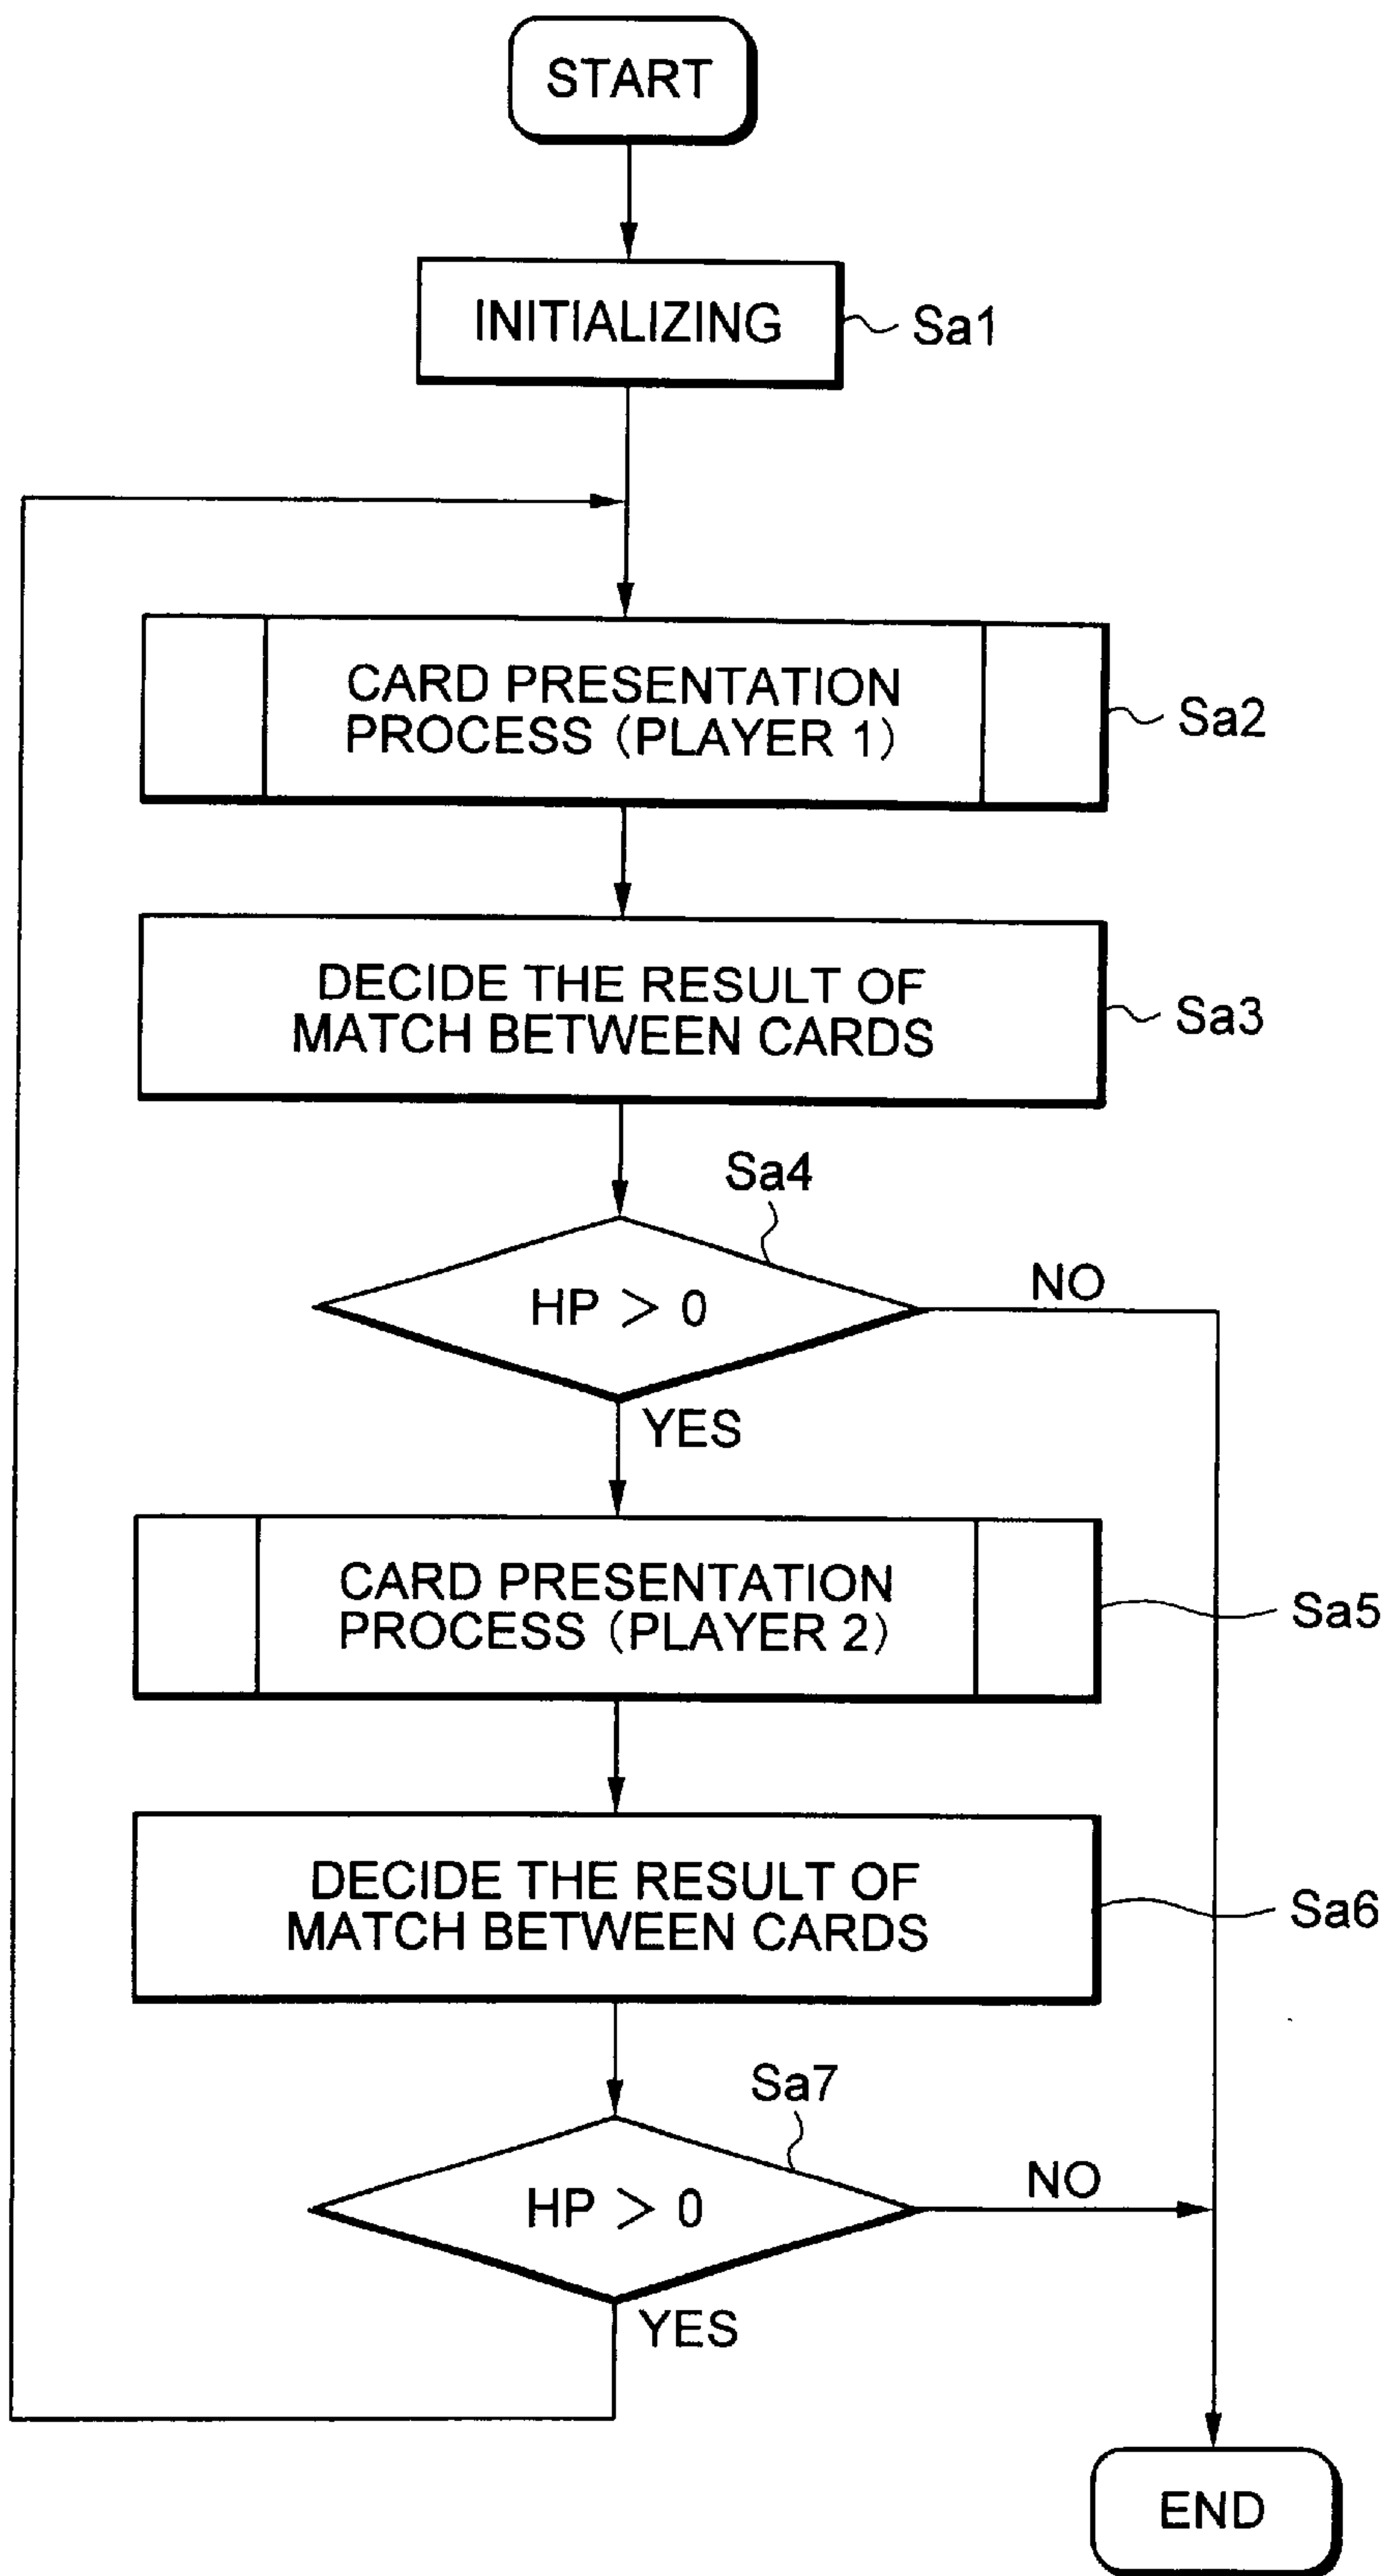 START
INITIALIZING
Sa1
CARD PRESENTATION
PROCESS (PLAYER 1)
Sa2
DECIDE THE RESULT OF
MATCH BETWEEN CARDS
Sa3
Sa4
HP > 0
NO
YES
CARD PRESENTATION
PROCESS (PLAYER 2)
Sa5
DECIDE THE RESULT OF
MATCH BETWEEN CARDS
Sa6
Sa7
HP > 0
NO
YES
END